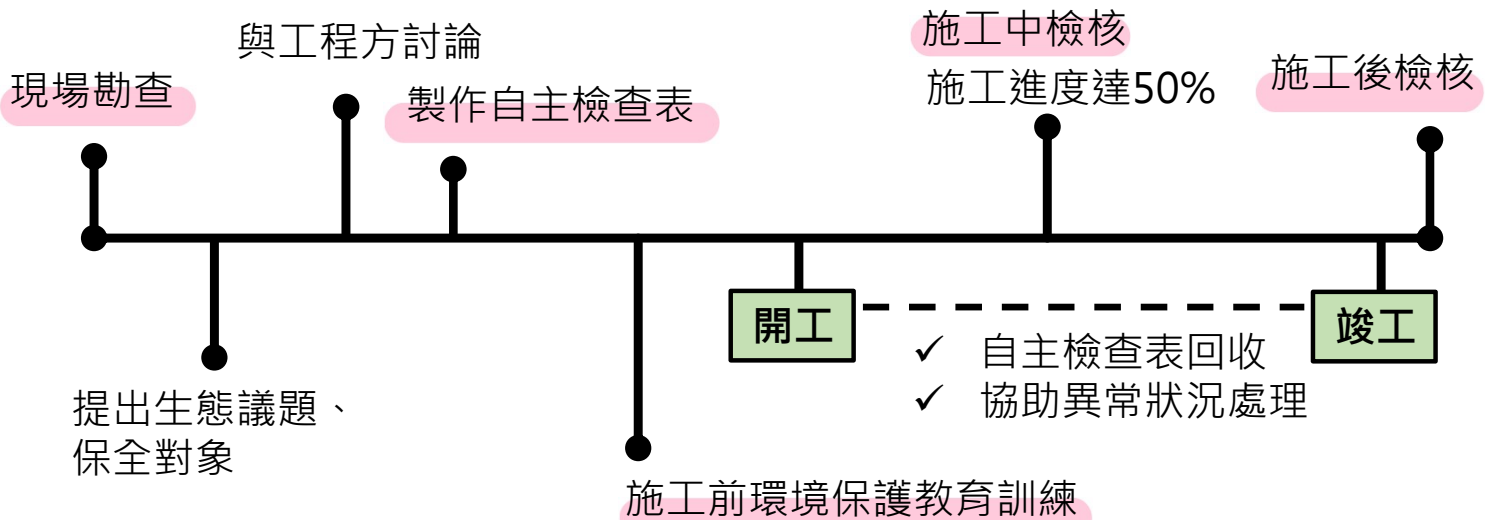 與工程方討論
施工中檢核
現場勘查
製作自主檢查表
施工進度達50%
施工後檢核
開工
竣工
✓ 自主檢查表回收
✓ 協助異常狀況處理
提出生態議題、
保全對象
施工前環境保護教育訓練